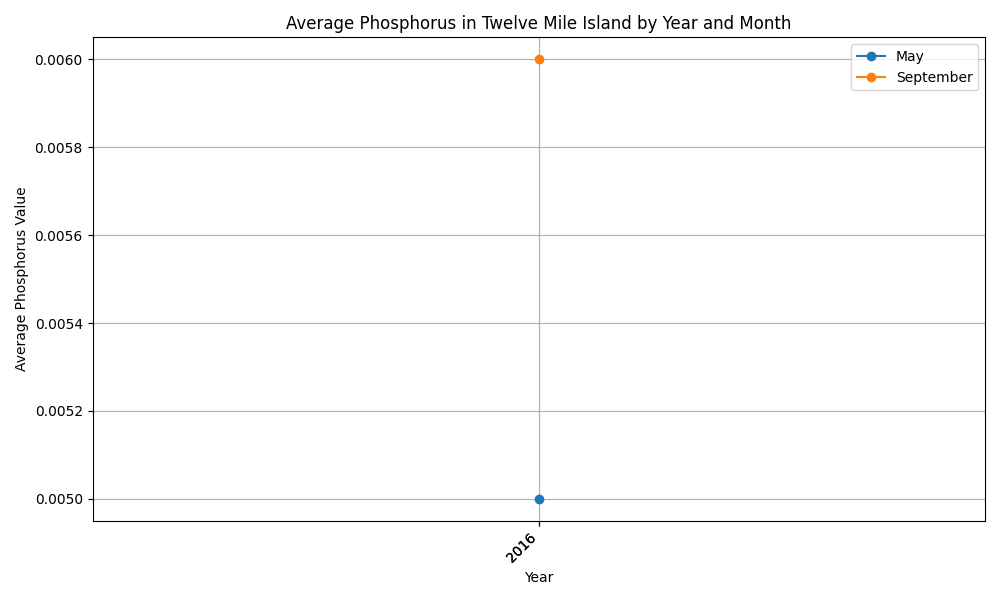 Average Phosphorus in Twelve Mile Island by Year and Month
May
September
Average Phosphorus Value
0.0060
0.0058
0.0056
0.0054
0.0052
0.0050
2016
Year